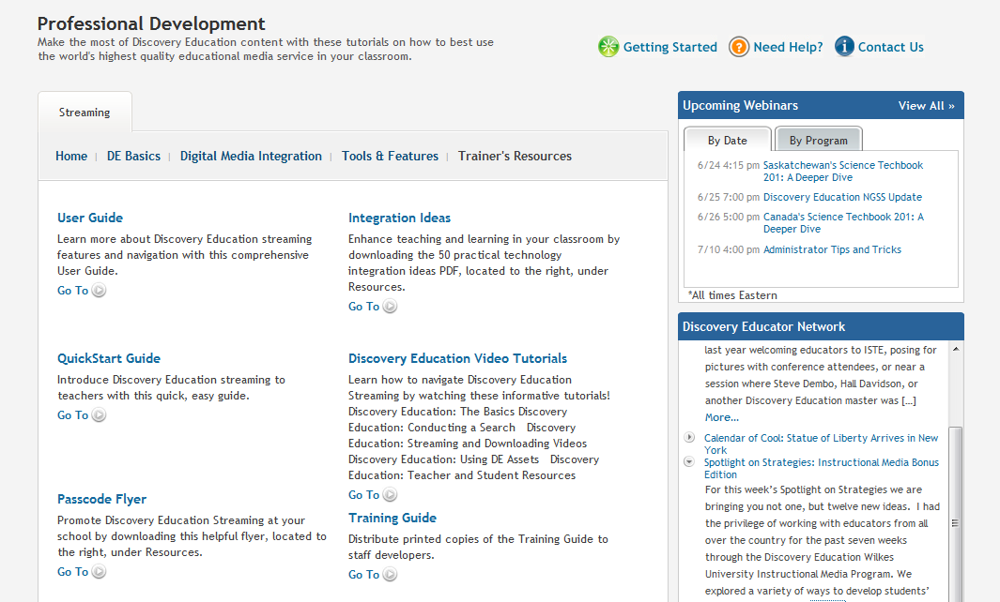 Professional Development
Make the most of Discovery Education content with these tutorials on how to best use
the world's highest quality educational media service in your classroom.
Getting Started
Need Help?
Contact Us
Streaming
Home | DE Basics | Digital Media Integration | Tools & Features | Trainer's Resources
User Guide
Learn more about Discovery Education streaming
features and navigation with this comprehensive
User Guide.
Go To
Integration Ideas
Enhance teaching and learning in your classroom by
downloading the 50 practical technology
integration ideas PDF, located to the right, under
Resources.
Go To
QuickStart Guide
Introduce Discovery Education streaming to
teachers with this quick, easy guide.
Go To
Discovery Education Video Tutorials
Learn how to navigate Discovery Education
Streaming by watching these informative tutorials!
Discovery Education: The Basics Discovery
Education: Conducting a Search Discovery
Education: Streaming and Downloading Videos
Discovery Education: Using DE Assets Discovery
Education: Teacher and Student Resources
Go To
Passcode Flyer
Promote Discovery Education Streaming at your
school by downloading this helpful flyer, located to
the right, under Resources.
Go To
Training Guide
Distribute printed copies of the Training Guide to
staff developers.
Go To
Upcoming Webinars
View All »
By Date
By Program
6/24 4:15 pm Saskatchewan's Science Techbook
201: A Deeper Dive
6/25 7:00 pm Discovery Education NGSS Update
6/26 5:00 pm Canada's Science Techbook 201: A
Deeper Dive
7/10 4:00 pm Administrator Tips and Tricks
*All times Eastern
Discovery Educator Network
last year welcoming educators to ISTE, posing for
pictures with conference attendees, or near a
session where Steve Dembo, Hall Davidson, or
another Discovery Education master was […]
More...
Calendar of Cool: Statue of Liberty Arrives in New
York
Spotlight on Strategies: Instructional Media Bonus
Edition
For this week's Spotlight on Strategies we are
bringing you not one, but twelve new ideas. I had
the privilege of working with educators from all
over the country for the past seven weeks
through the Discovery Education Wilkes
University Instructional Media Program. We
explored a variety of ways to develop students'